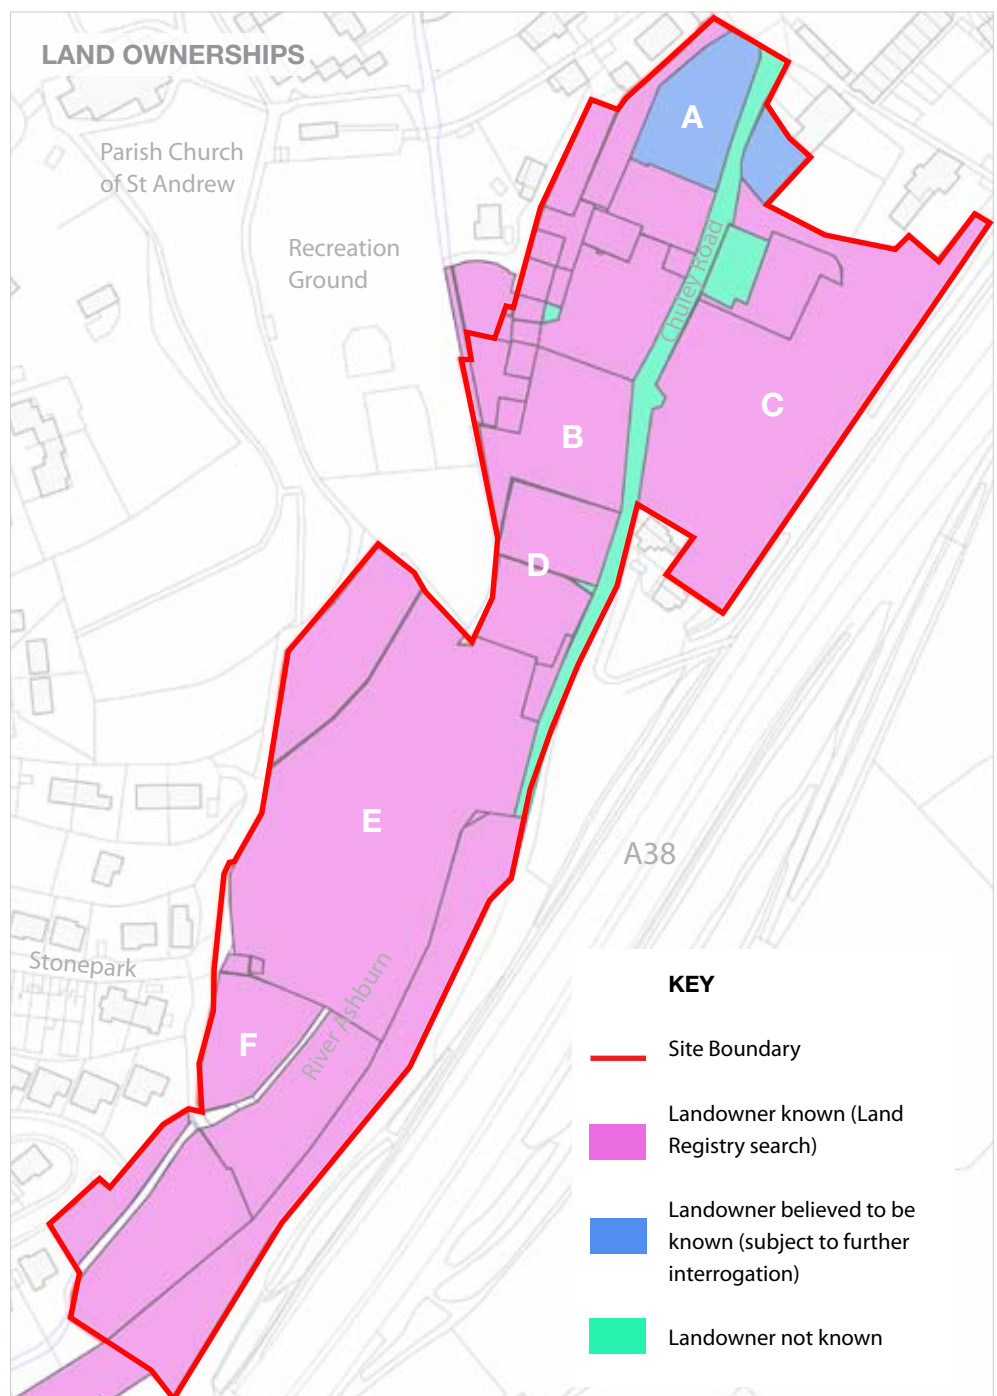 LAND OWNERSHIPS
Parish Church
of St Andrew
Recreation
Ground
A
Chuley Road
C
B
D
E
A38
Stonepark
River Ashburn
F
KEY
Site Boundary
Landowner known (Land
Registry search)
Landowner believed to be
known (subject to further
interrogation)
Landowner not known